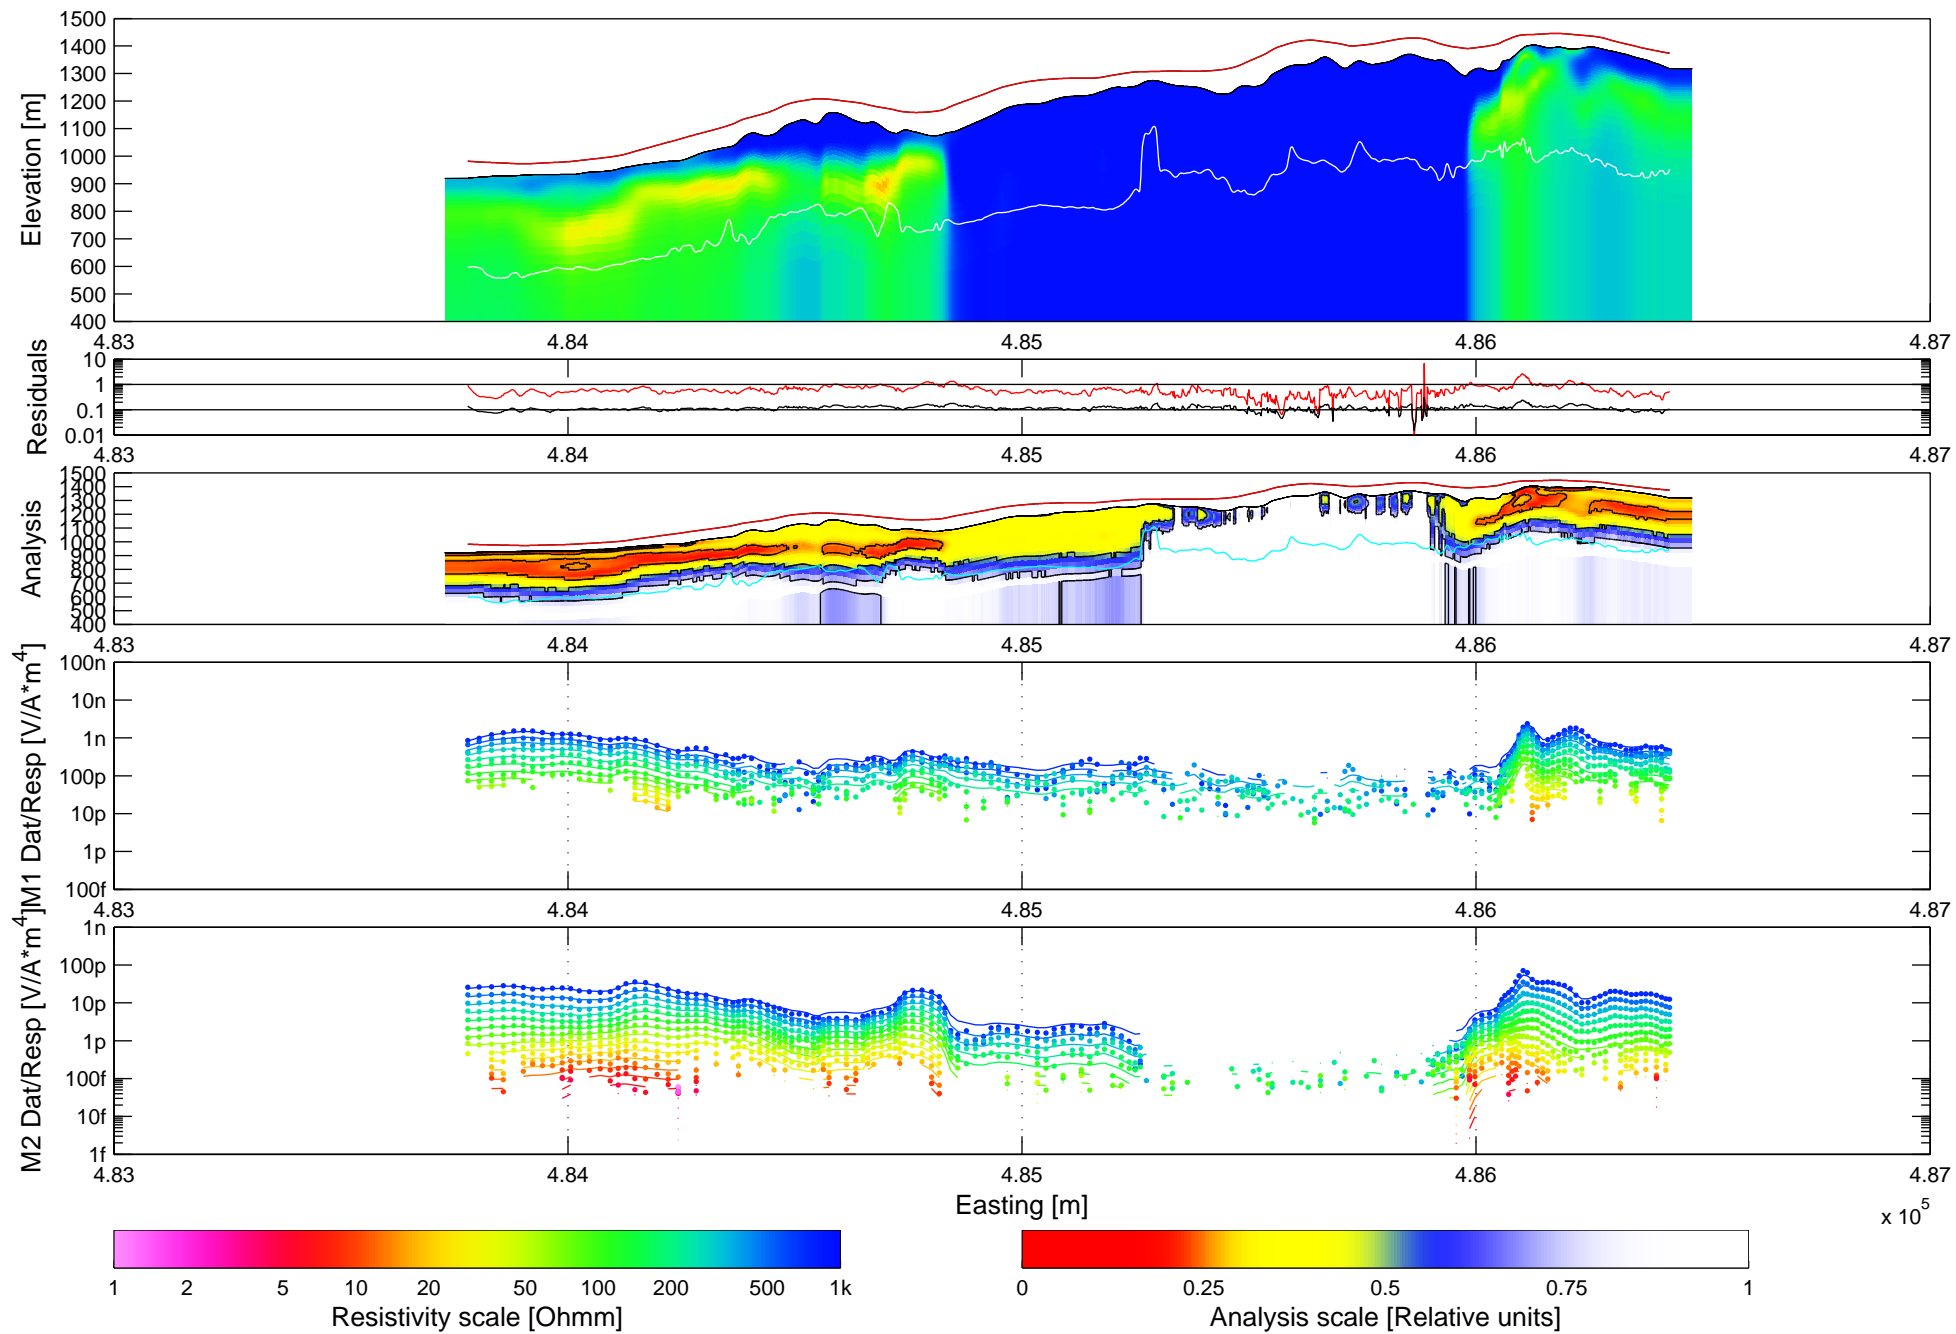 1500
1400
1300
1200
1100
1000
900
800
700
600
500
400
Elevation [m]
4.83 4.84 4.85 4.86 4.87
10
1
0.1
0.01
Residuals
4.83 4.84 4.85 4.86 4.87
1500
1400
1300
1200
1100
1000
900
800
700
600
500
400
Analysis
4.83 4.84 4.85 4.86 4.87
100n
10n
1n
100p
10p
1p
100f
M1 Dat/Resp [V/A*m^4]
4.83 4.84 4.85 4.86 4.87
1n
100p
10p
1p
100f
10f
1f
M2 Dat/Resp [V/A*m^4]
4.83 4.84 4.85 4.86 4.87
Easting [m]
x 10^5
1 2 5 10 20 50 100 200 500 1k
Resistivity scale [Ohmm]
0 0.25 0.5 0.75 1
Analysis scale [Relative units]